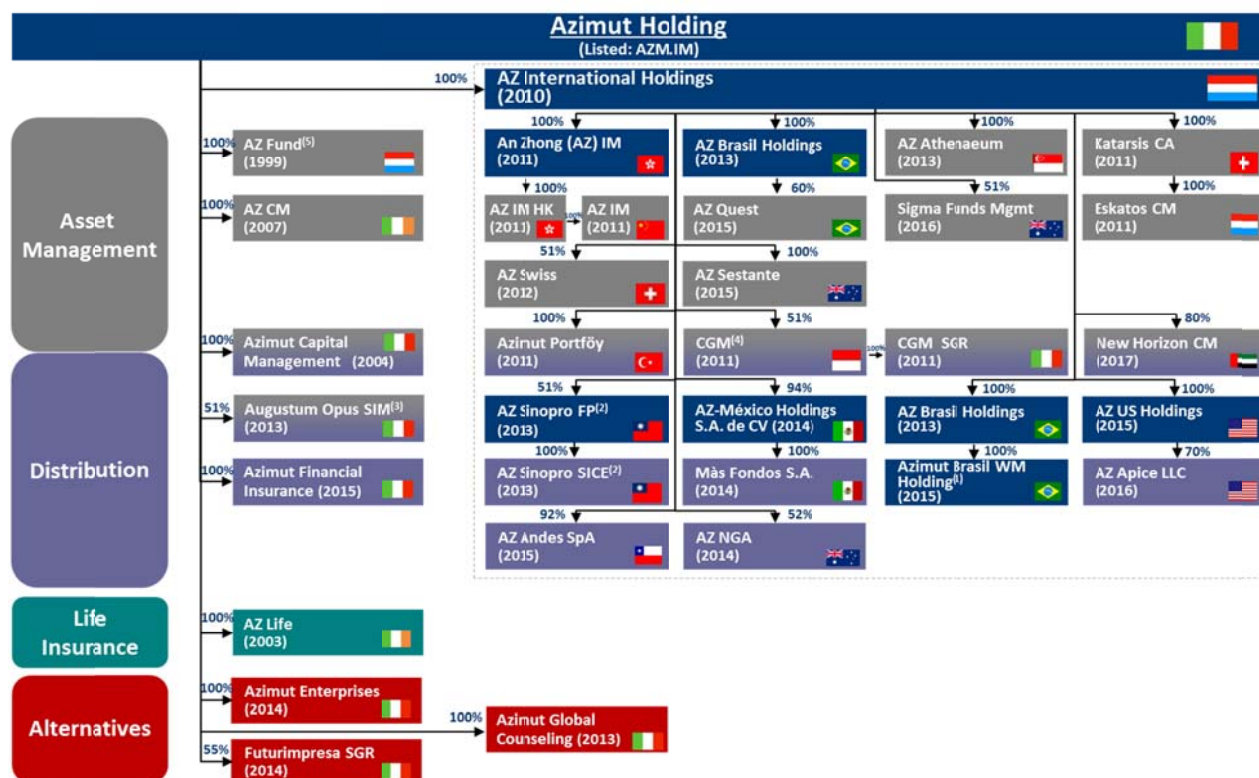 Azimut Holding
(Listed: AZM.IM)
100%
AZ International Holdings
(2010)
Asset
Management
Distribution
Life
Insurance
Alternatives
100%
AZ Fund(5)
(1999)
100%
AZ CM
(2007)
100%
Azimut Capital
Management (2004)
51%
Augustum Opus SIM(3)
(2013)
100%
Azimut Financial
Insurance (2015)
100%
AZ Life
(2003)
100%
Azimut Enterprises
(2014)
55%
Futurimpresa SGR
(2014)
100%
Azimut Global
Counseling (2013)
100%
An Zhong (AZ) IM
(2011)
100%
AZ Brasil Holdings
(2013)
100%
AZ Athenaeum
(2013)
100%
Katarsis CA
(2011)
100%
AZ IM HK
(2011)
100%
AZ IM
(2011)
60%
AZ Quest
(2015)
51%
Sigma Funds Mgmt
(2016)
100%
Eskatos CM
(2011)
51%
AZ Swiss
(2012)
100%
AZ Sestante
(2015)
100%
Azimut Portföy
(2011)
51%
CGM(4)
(2011)
100%
CGM SGR
(2011)
80%
New Horizon CM
(2017)
51%
AZ Sinopro FP(2)
(2013)
94%
AZ-México Holdings
S.A. de CV (2014)
100%
AZ Brasil Holdings
(2013)
100%
AZ US Holdings
(2015)
100%
AZ Sinopro SICE(2)
(2013)
100%
Màs Fondos S.A.
(2014)
100%
Azimut Brasil WM
Holding(1)
(2015)
70%
AZ Apice LLC
(2016)
92%
AZ Andes SpA
(2015)
52%
AZ NGA
(2014)